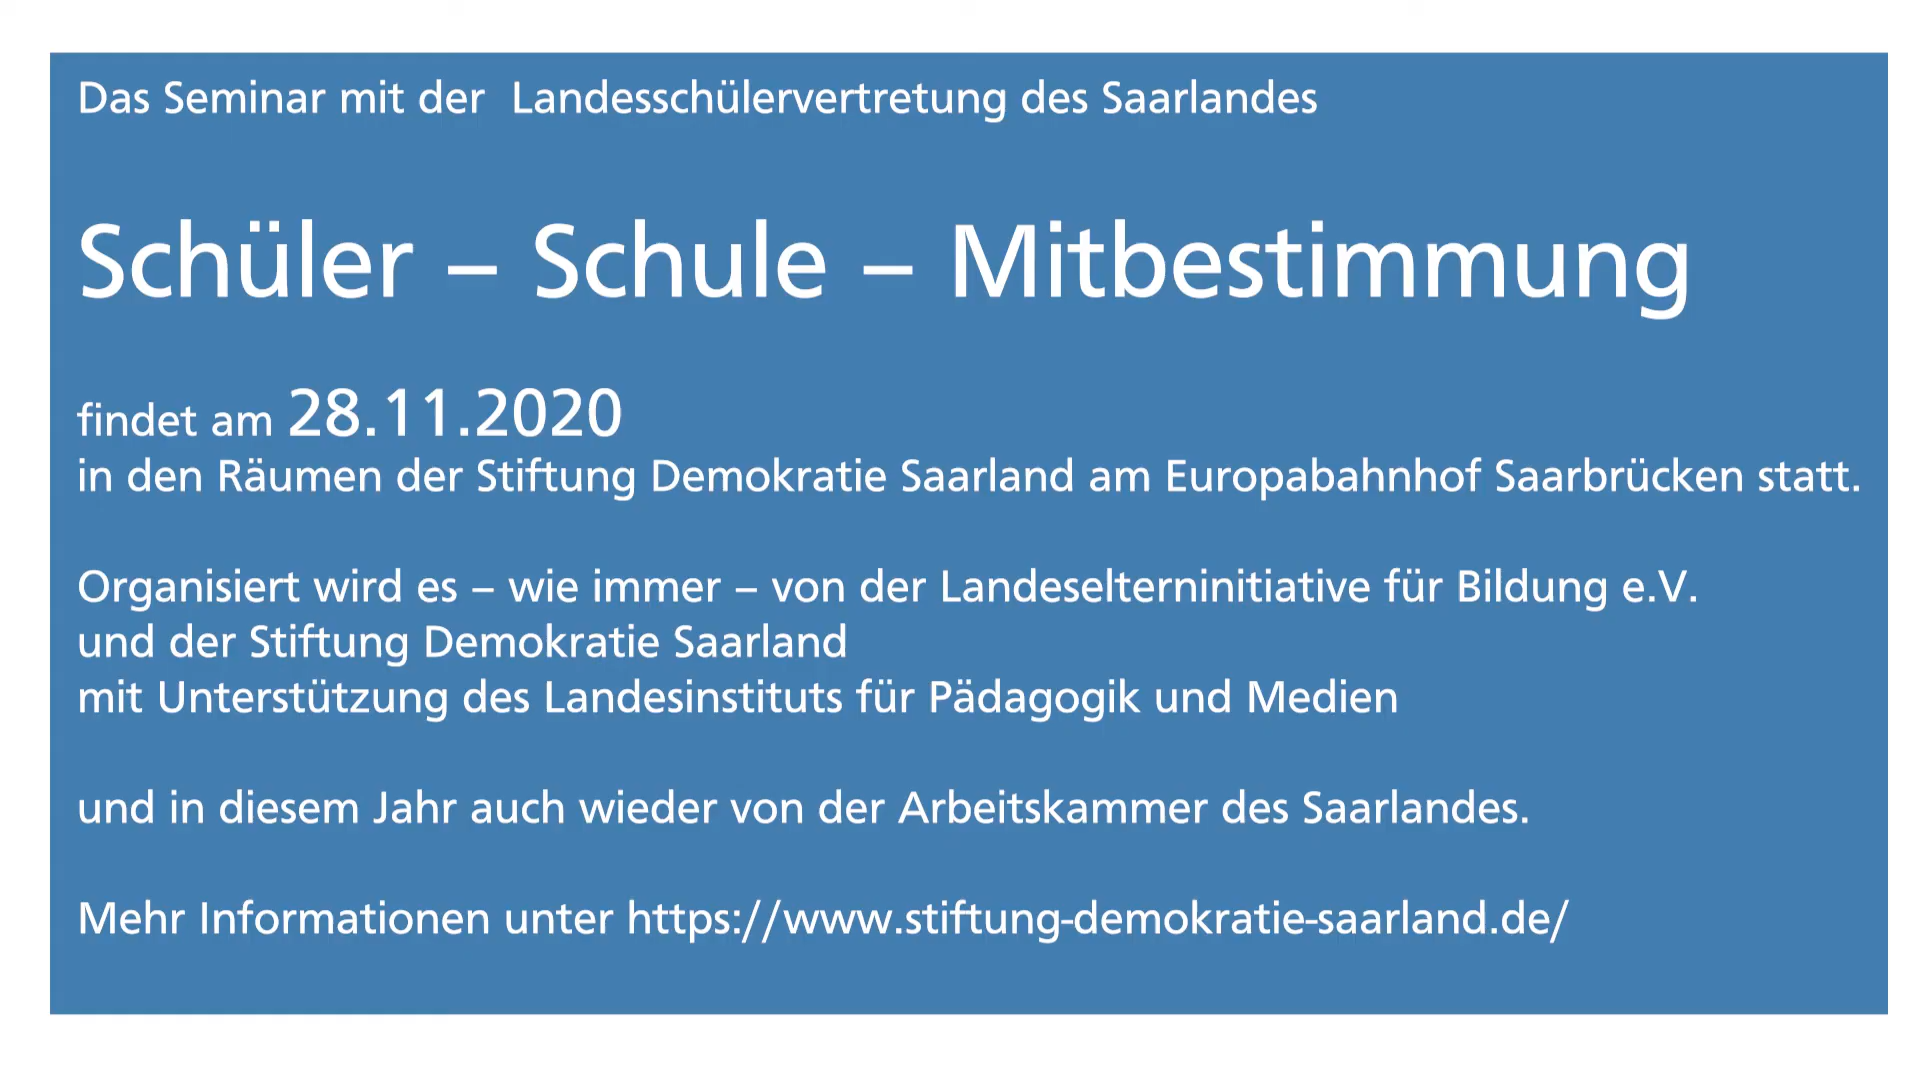 Das Seminar mit der  Landesschülervertretung des Saarlandes
Schüler – Schule – Mitbestimmung
findet am 28.11.2020
in den Räumen der Stiftung Demokratie Saarland am Europabahnhof Saarbrücken statt.
Organisiert wird es – wie immer – von der Landeselterninitiative für Bildung e.V.
und der Stiftung Demokratie Saarland
mit Unterstützung des Landesinstituts für Pädagogik und Medien
und in diesem Jahr auch wieder von der Arbeitskammer des Saarlandes.
Mehr Informationen unter https://www.stiftung-demokratie-saarland.de/